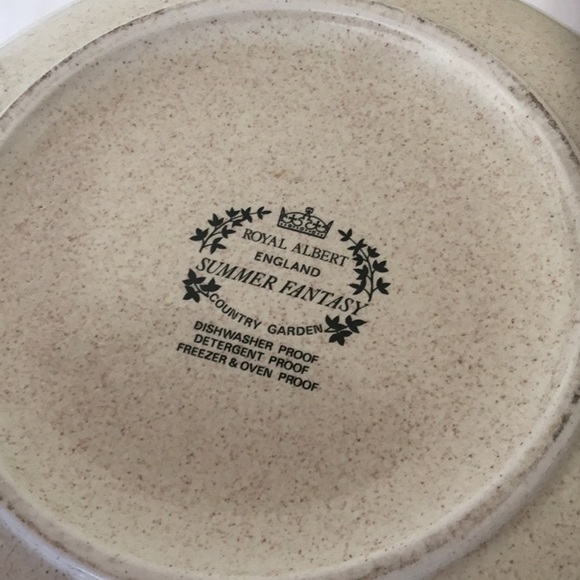 ROYAL ALBERT
ENGLAND
SUMMER FANTASY
COUNTRY GARDEN
DISHWASHER PROOF
DETERGENT PROOF
FREEZER & OVEN PROOF